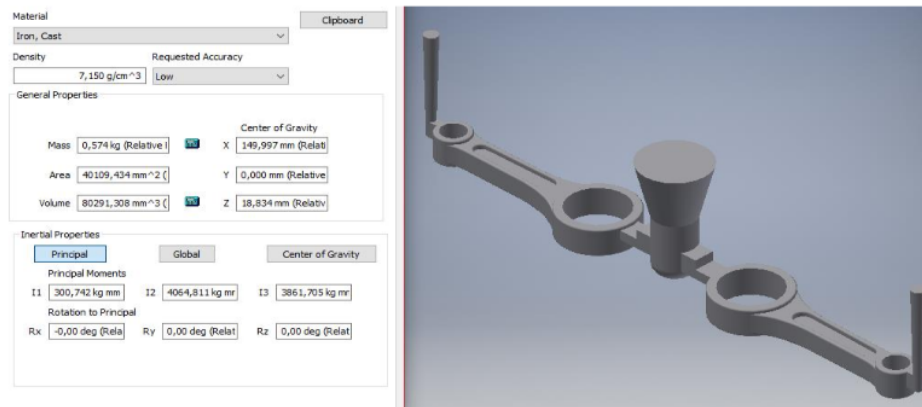 Material
Clipboard
Iron, Cast
Density Requested Accuracy
7,150 g/cm^3 Low
General Properties
Center of Gravity
Mass 0,574 kg (Relative I X 149,997 mm (Relati
Area 40109,434 mm^2 ( Y 0,000 mm (Relative
Volume 80291,308 mm^3 ( Z 18,834 mm (Relativ
Inertial Properties
Principal Global Center of Gravity
Principal Moments
I1 300,742 kg mm I2 4064,811 kg mr I3 3861,705 kg mr
Rotation to Principal
Rx -0,00 deg (Rela Ry 0,00 deg (Relat Rz 0,00 deg (Relat